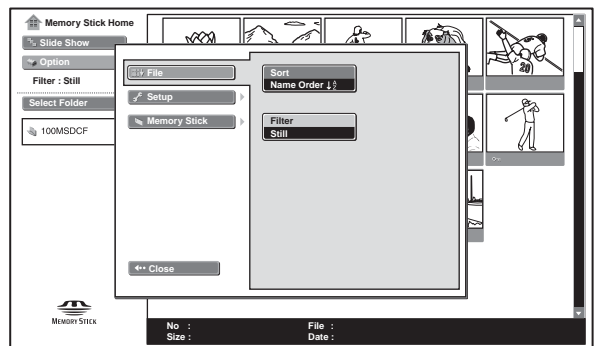 Memory Stick Home
Slide Show
Option
Filter : Still
Select Folder
100MSDCF
File
Setup
Memory Stick
Close
Sort
Name Order ↓A Z
Filter
Still
20
MEMORY STICK
No :
File :
Size :
Date :